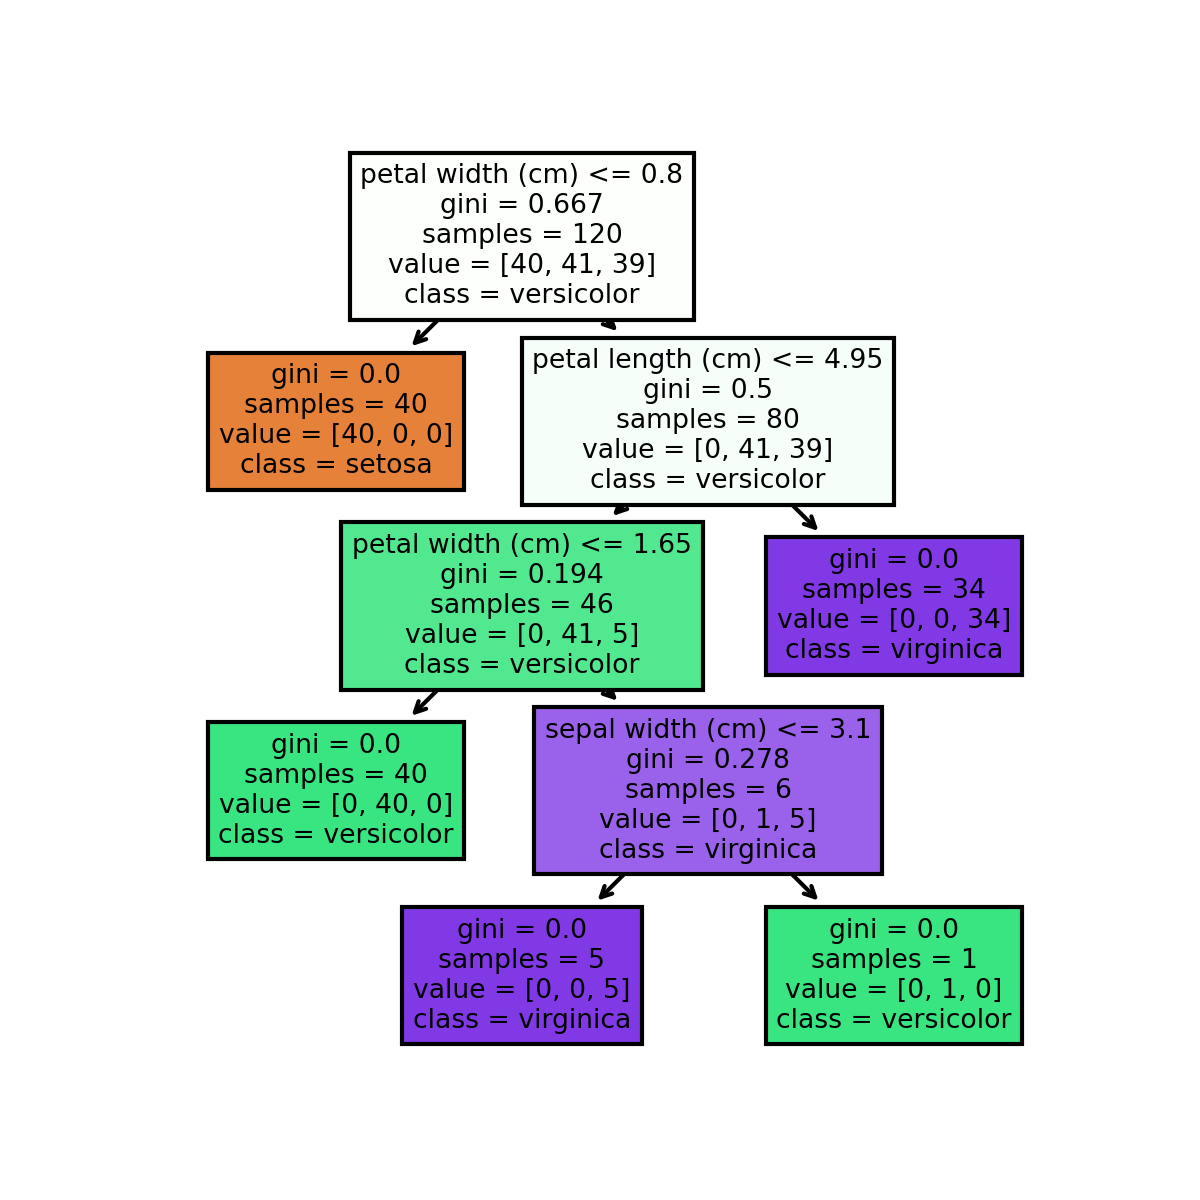 petal width (cm) <= 0.8
gini = 0.667
samples = 120
value = [40, 41, 39]
class = versicolor
gini = 0.0
samples = 40
value = [40, 0, 0]
class = setosa
petal length (cm) <= 4.95
gini = 0.5
samples = 80
value = [0, 41, 39]
class = versicolor
petal width (cm) <= 1.65
gini = 0.194
samples = 46
value = [0, 41, 5]
class = versicolor
gini = 0.0
samples = 34
value = [0, 0, 34]
class = virginica
gini = 0.0
samples = 40
value = [0, 40, 0]
class = versicolor
sepal width (cm) <= 3.1
gini = 0.278
samples = 6
value = [0, 1, 5]
class = virginica
gini = 0.0
samples = 5
value = [0, 0, 5]
class = virginica
gini = 0.0
samples = 1
value = [0, 1, 0]
class = versicolor